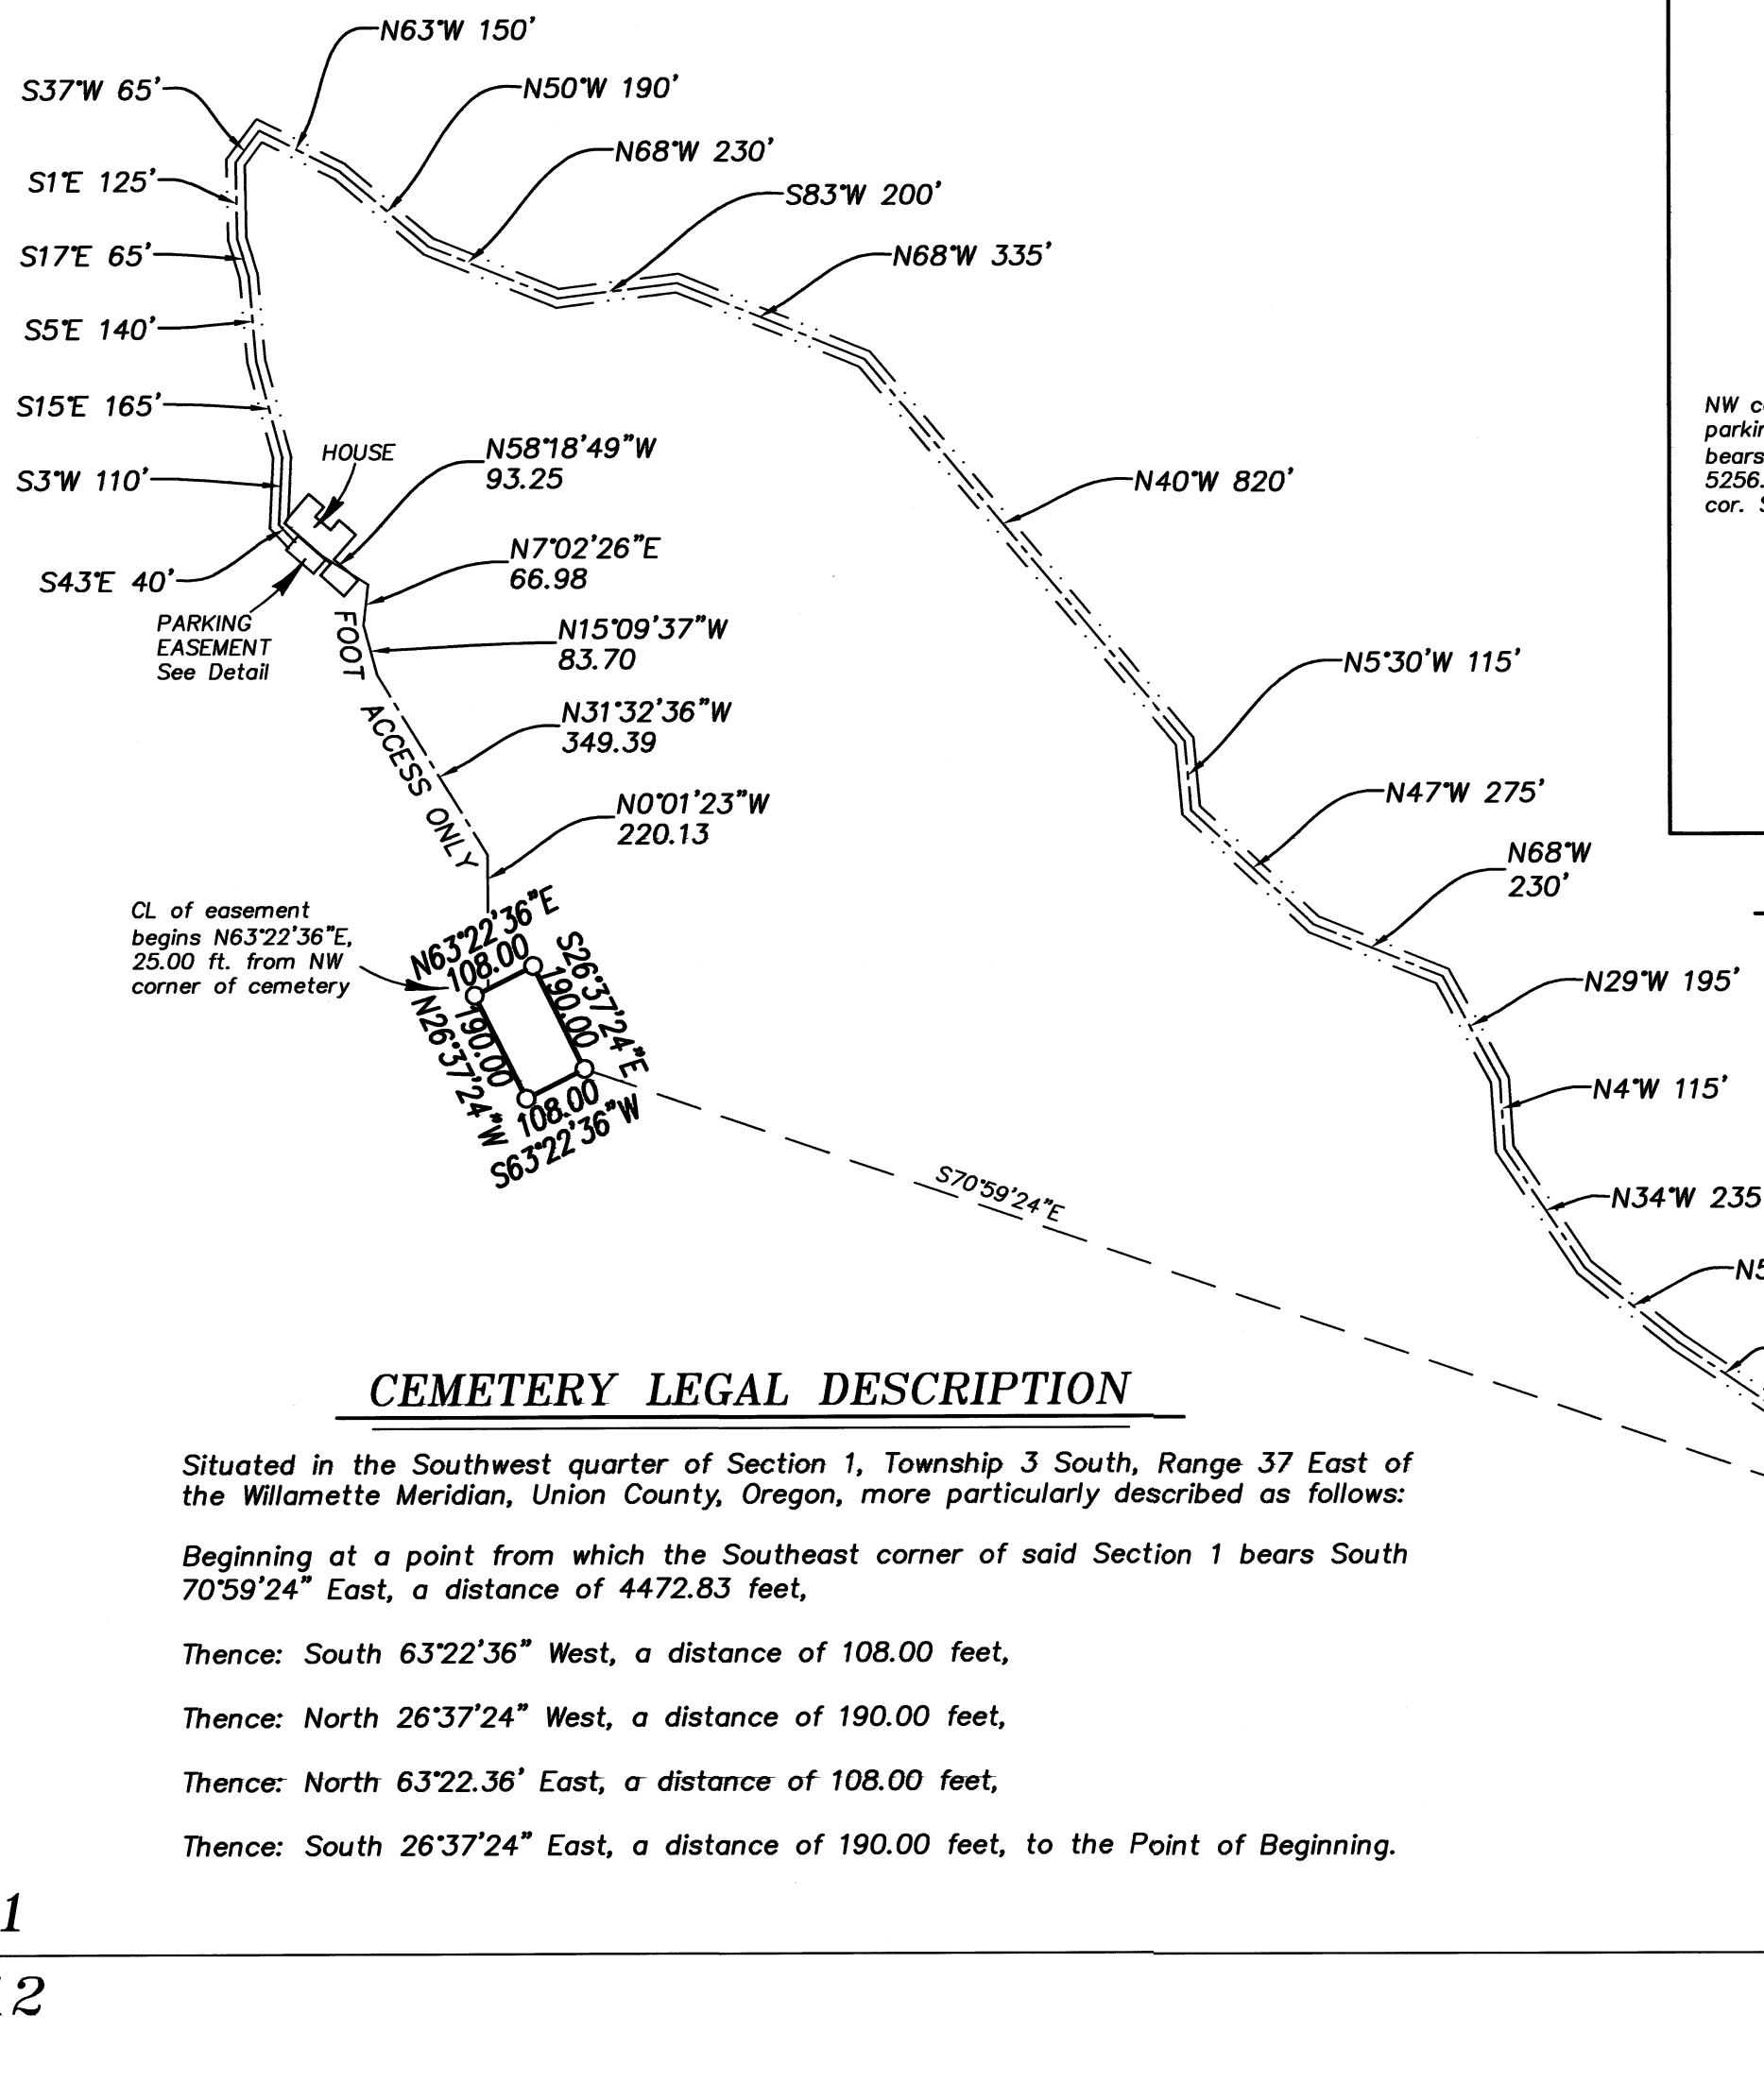 N63°W 150'
S37°W 65'
N50°W 190'
N68°W 230'
S1°E 125'
S83°W 200'
S17°E 65'
N68°W 335'
S5°E 140'
S15°E 165'
HOUSE
N58°18'49"W
93.25
S3°W 110'
N40°W 820'
NW
bears
5256.
cor.
N7°02'26"E
66.98
S43°E 40'
PARKING
EASEMENT
See Detail
FOOT ACCESS ONLY
N15°09'37"W
83.70
N5°30'W 115'
N31°32'36"W
349.39
N0°01'23"W
220.13
N47°W 275'
N68°W
230'
CL of easement
begins N63°22'36"E,
25.00 ft. from NW
corner of cemetery
N63°22'36"E
108.00
S26°37'24"E
190.00
N26°37'24"W
190.00
108.00
S63°22'36"W
N29°W 195'
N4°W 115'
S70°59'24"E
N34°W 235
CEMETERY LEGAL DESCRIPTION
Situated in the Southwest quarter of Section 1, Township 3 South, Range 37 East of
the Willamette Meridian, Union County, Oregon, more particularly described as follows:
Beginning at a point from which the Southeast corner of said Section 1 bears South
70°59'24" East, a distance of 4472.83 feet,
Thence: South 63°22'36" West, a distance of 108.00 feet,
Thence: North 26°37'24" West, a distance of 190.00 feet,
Thence: North 63°22.36' East, a distance of 108.00 feet,
Thence: South 26°37'24" East, a distance of 190.00 feet, to the Point of Beginning.
1
12